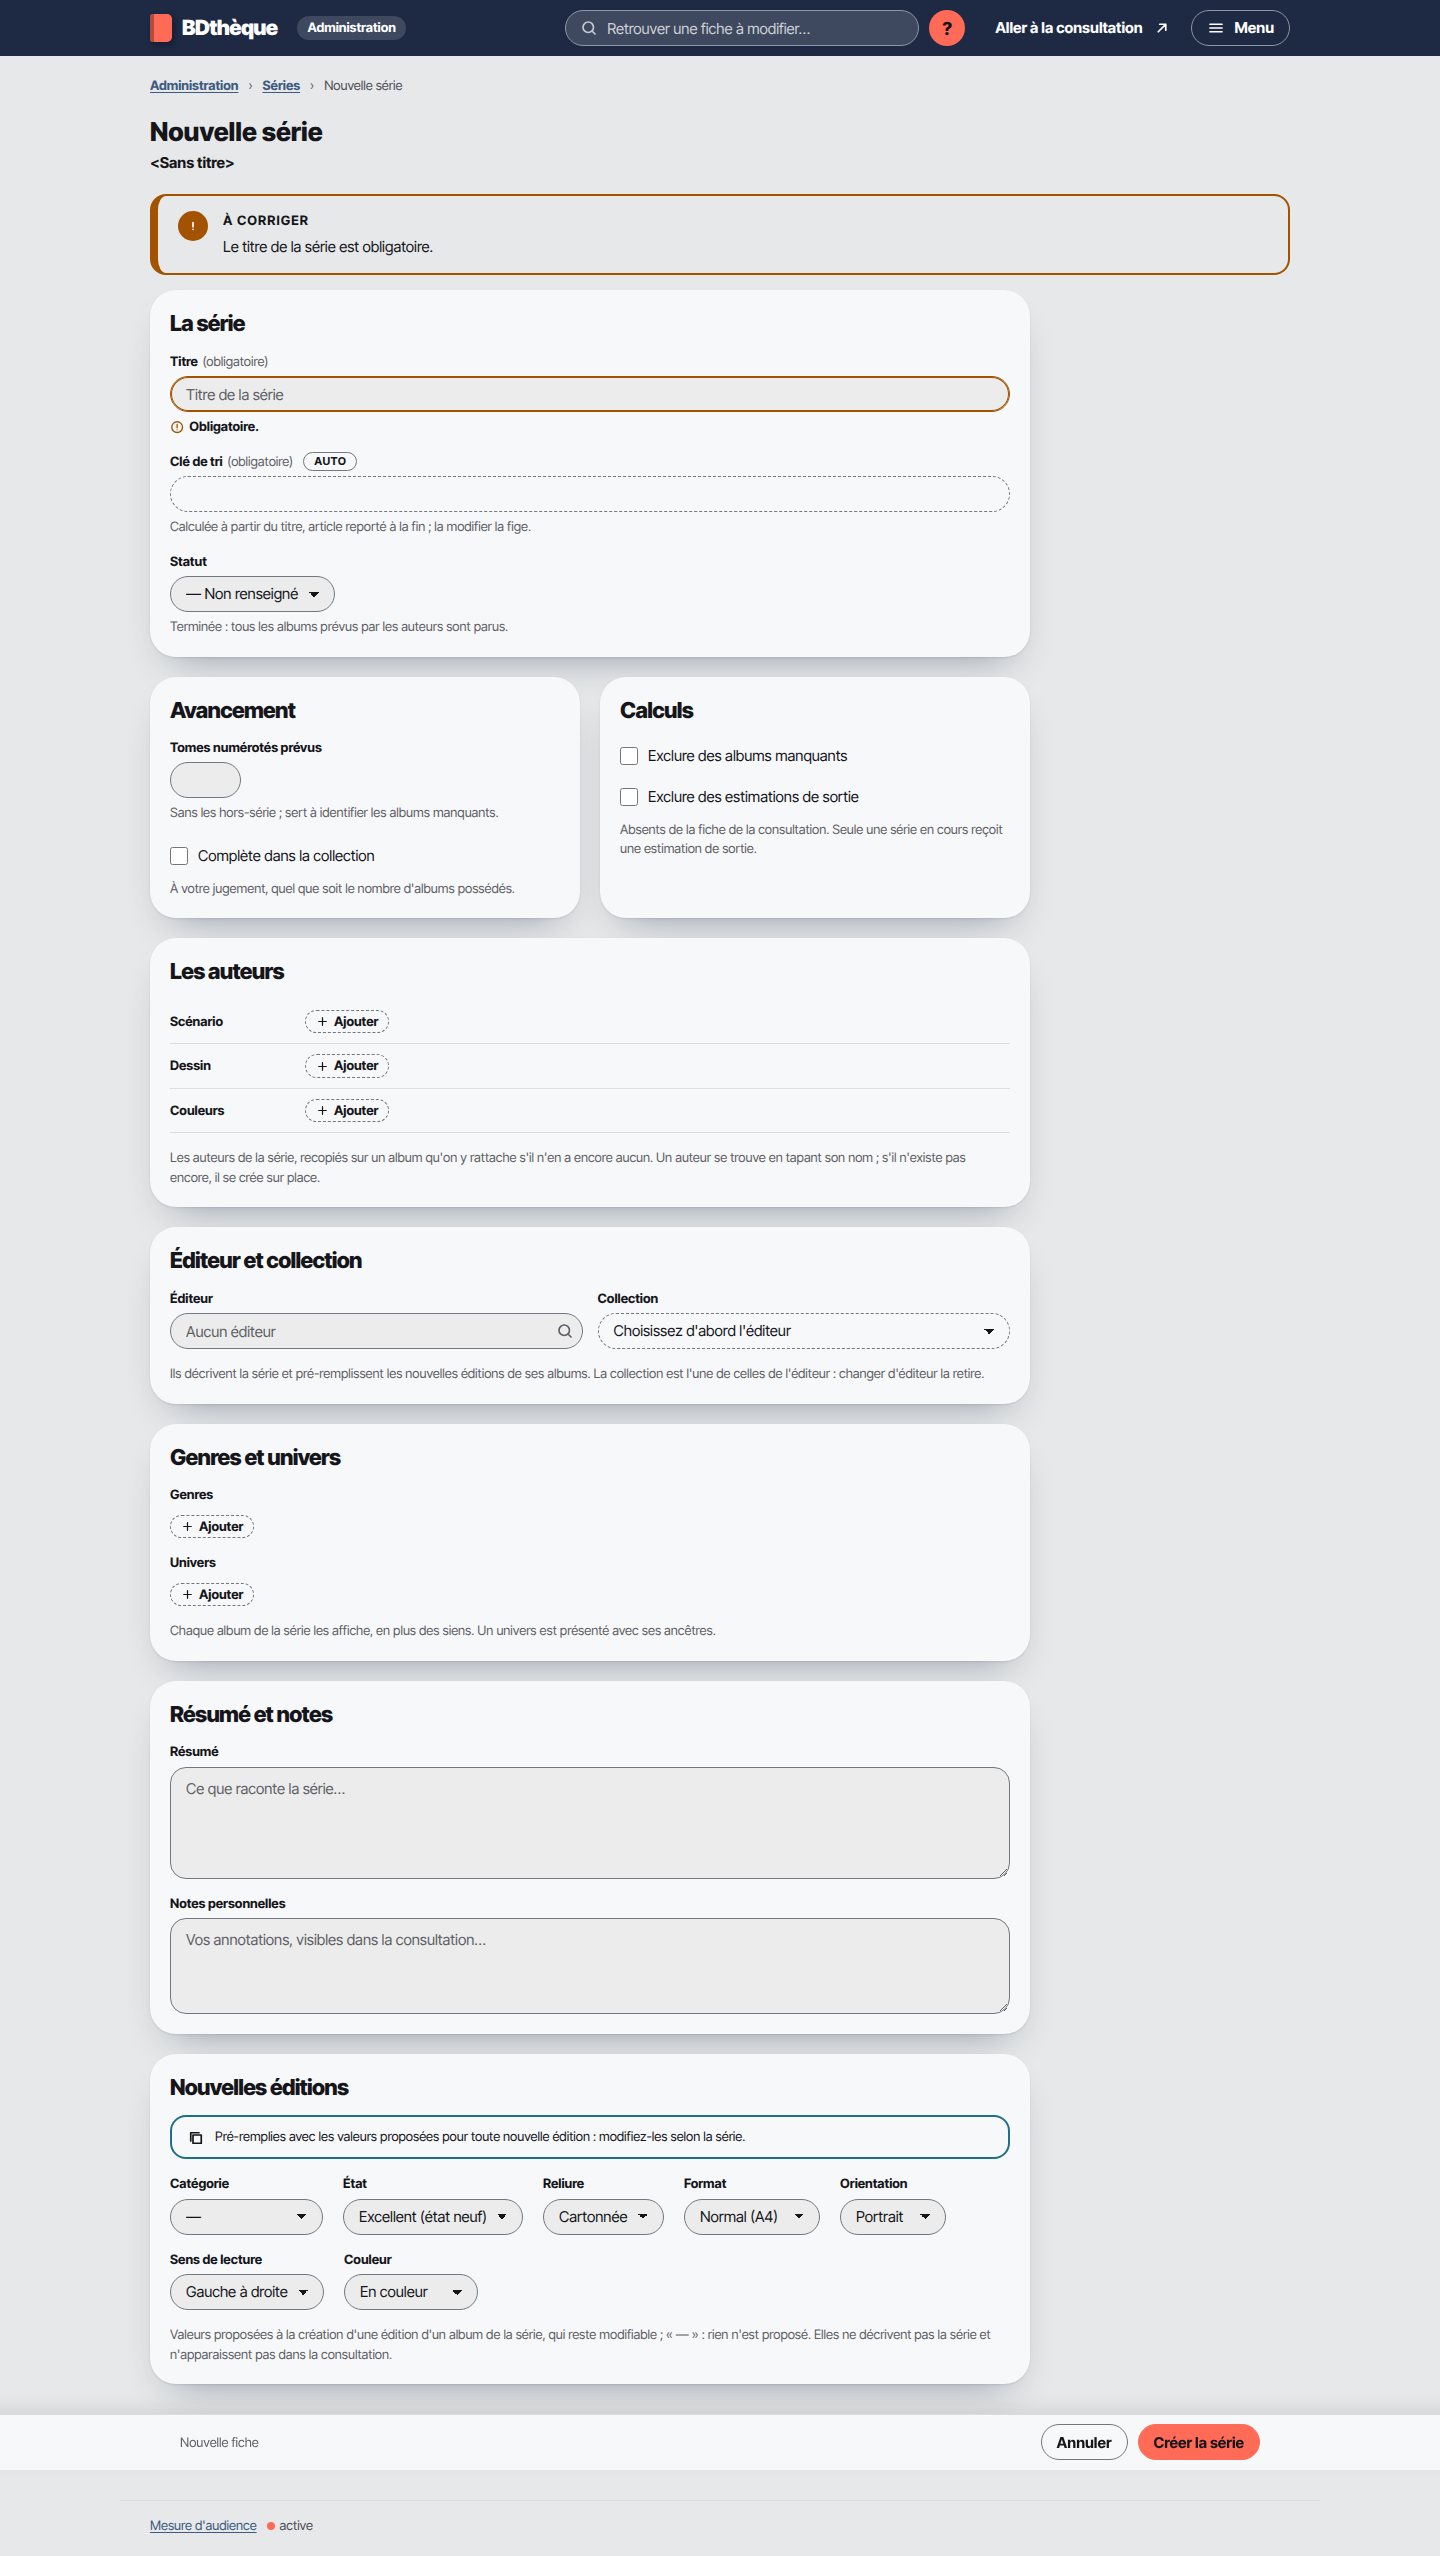 BDthèque Administration Retrouver une fiche à modifier... ? Aller à la consultation Menu
Administration › Séries › Nouvelle série
Nouvelle série
<Sans titre>
! À CORRIGER
Le titre de la série est obligatoire.
La série
Titre (obligatoire)
Titre de la série
Obligatoire.
Clé de tri (obligatoire) AUTO
Calculée à partir du titre, article reporté à la fin ; la modifier la fige.
Statut
— Non renseigné
Terminée : tous les albums prévus par les auteurs sont parus.
Avancement
Tomes numérotés prévus
Sans les hors-série ; sert à identifier les albums manquants.
Complète dans la collection
À votre jugement, quel que soit le nombre d'albums possédés.
Calculs
Exclure des albums manquants
Exclure des estimations de sortie
Absents de la fiche de la consultation. Seule une série en cours reçoit
une estimation de sortie.
Les auteurs
Scénario + Ajouter
Dessin + Ajouter
Couleurs + Ajouter
Les auteurs de la série, recopiés sur un album qu'on y rattache s'il n'en a encore aucun. Un auteur se trouve en tapant son nom ; s'il n'existe pas
encore, il se crée sur place.
Éditeur et collection
Éditeur Collection
Aucun éditeur Choisissez d'abord l'éditeur
Ils décrivent la série et pré-remplissent les nouvelles éditions de ses albums. La collection est l'une de celles de l'éditeur : changer d'éditeur la retire.
Genres et univers
Genres
+ Ajouter
Univers
+ Ajouter
Chaque album de la série les affiche, en plus des siens. Un univers est présenté avec ses ancêtres.
Résumé et notes
Résumé
Ce que raconte la série...
Notes personnelles
Vos annotations, visibles dans la consultation...
Nouvelles éditions
Pré-remplies avec les valeurs proposées pour toute nouvelle édition : modifiez-les selon la série.
Catégorie État Reliure Format Orientation
— Excellent (état neuf) Cartonnée Normal (A4) Portrait
Sens de lecture Couleur
Gauche à droite En couleur
Valeurs proposées à la création d'une édition d'un album de la série, qui reste modifiable ; « — » : rien n'est proposé. Elles ne décrivent pas la série et
n'apparaissent pas dans la consultation.
Nouvelle fiche Annuler Créer la série
Mesure d'audience active